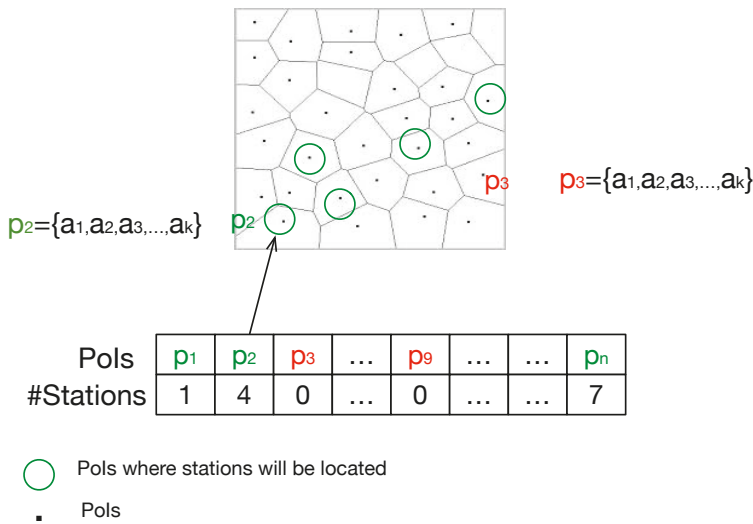 p3
p3={a1,a2,a3,...,ak}
p2={a1,a2,a3,...,ak}
p2
PoIs p1 p2 p3 ... p9 ... ... pn
#Stations 1 4 0 ... 0 ... ... 7
PoIs where stations will be located
PoIs